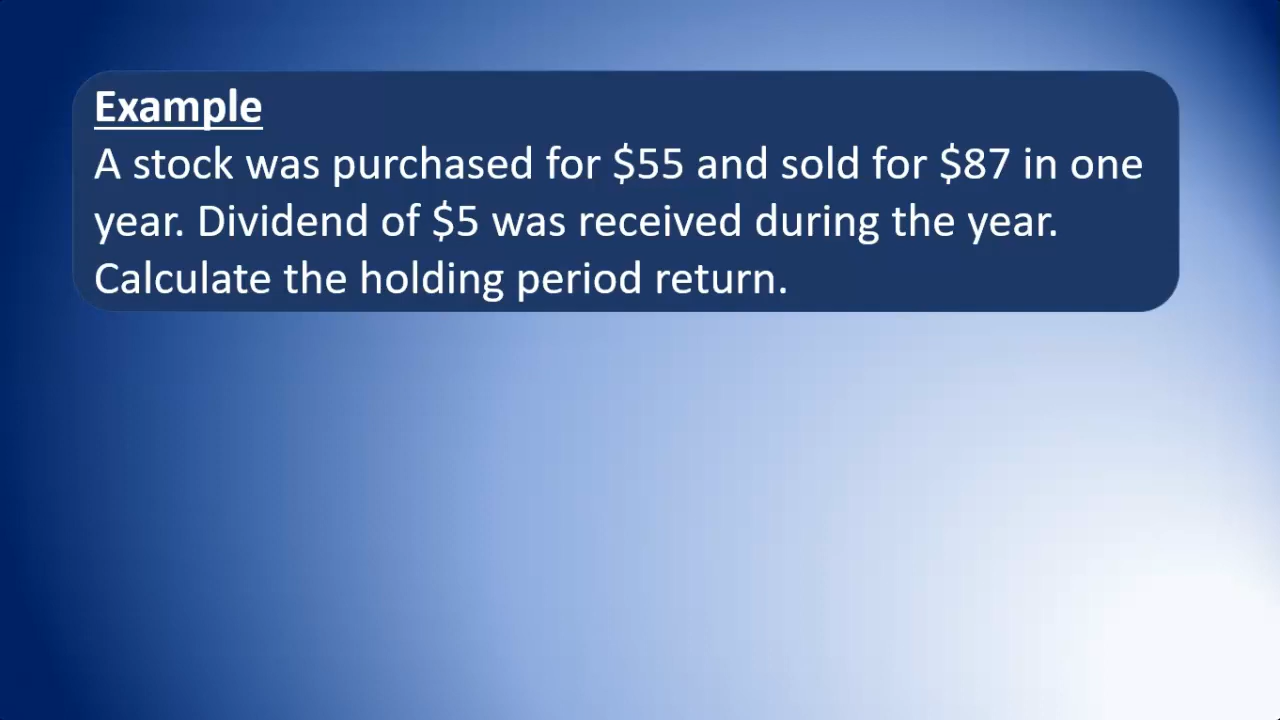 Example
A stock was purchased for $55 and sold for $87 in one
year. Dividend of $5 was received during the year.
Calculate the holding period return.